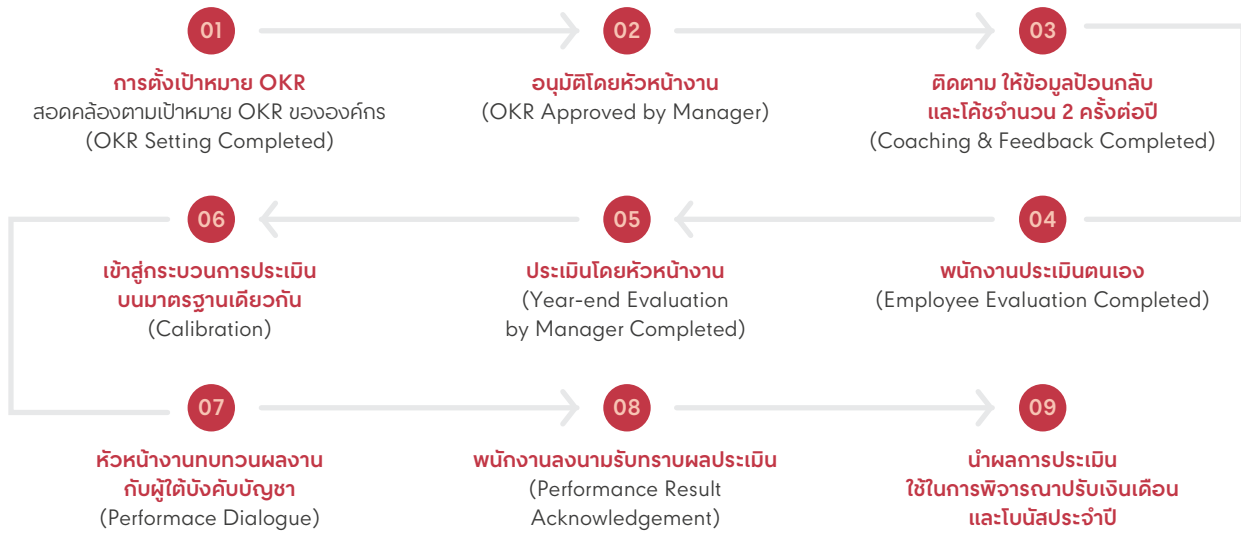 01
การตั้งเป้าหมาย OKR
สอดคล้องตามเป้าหมาย OKR ขององค์กร
(OKR Setting Completed)
02
อนุมัติโดยหัวหน้างาน
(OKR Approved by Manager)
03
ติดตาม ให้ข้อมูลป้อนกลับ
และโค้ชจำนวน 2 ครั้งต่อปี
(Coaching & Feedback Completed)
04
พนักงานประเมินตนเอง
(Employee Evaluation Completed)
05
ประเมินโดยหัวหน้างาน
(Year-end Evaluation
by Manager Completed)
06
เข้าสู่กระบวนการประเมิน
บนมาตรฐานเดียวกัน
(Calibration)
07
หัวหน้างานทบทวนผลงาน
กับผู้ใต้บังคับบัญชา
(Performace Dialogue)
08
พนักงานลงนามรับทราบผลประเมิน
(Performance Result
Acknowledgement)
09
นำผลการประเมิน
ใช้ในการพิจารณาปรับเงินเดือน
และโบนัสประจำปี